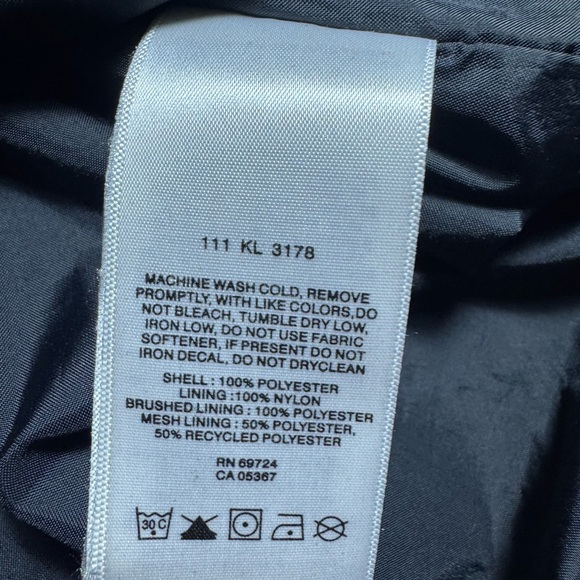 111 KL 3178
MACHINE WASH COLD, REMOVE
PROMPTLY, WITH LIKE COLORS,DO
NOT BLEACH, TUMBLE DRY LOW,
IRON LOW, DO NOT USE FABRIC
SOFTENER, IF PRESENT DO NOT
IRON DECAL, DO NOT DRYCLEAN
SHELL : 100% POLYESTER
LINING :100% NYLON
BRUSHED LINING : 100% POLYESTER
MESH LINING : 50% POLYESTER,
50% RECYCLED POLYESTER
RN 69724
CA 05367
30 C